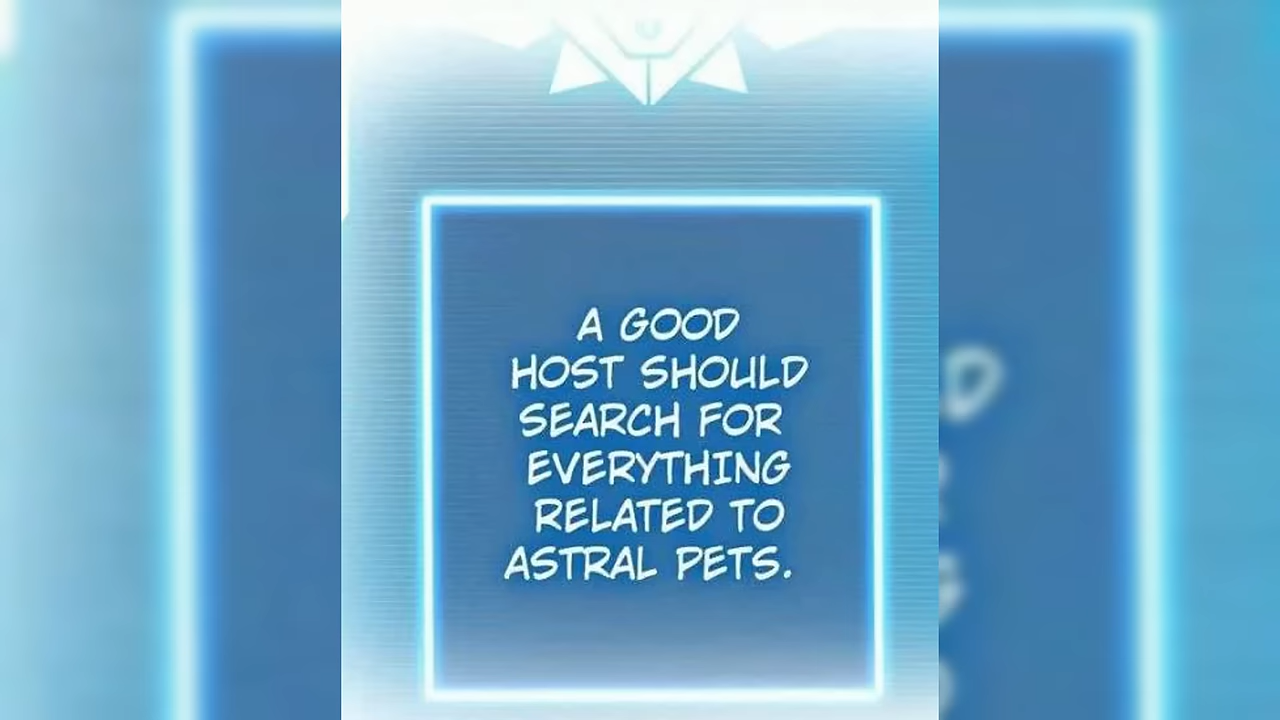 A GOOD
HOST SHOULD
SEARCH FOR
EVERYTHING
RELATED TO
ASTRAL PETS.